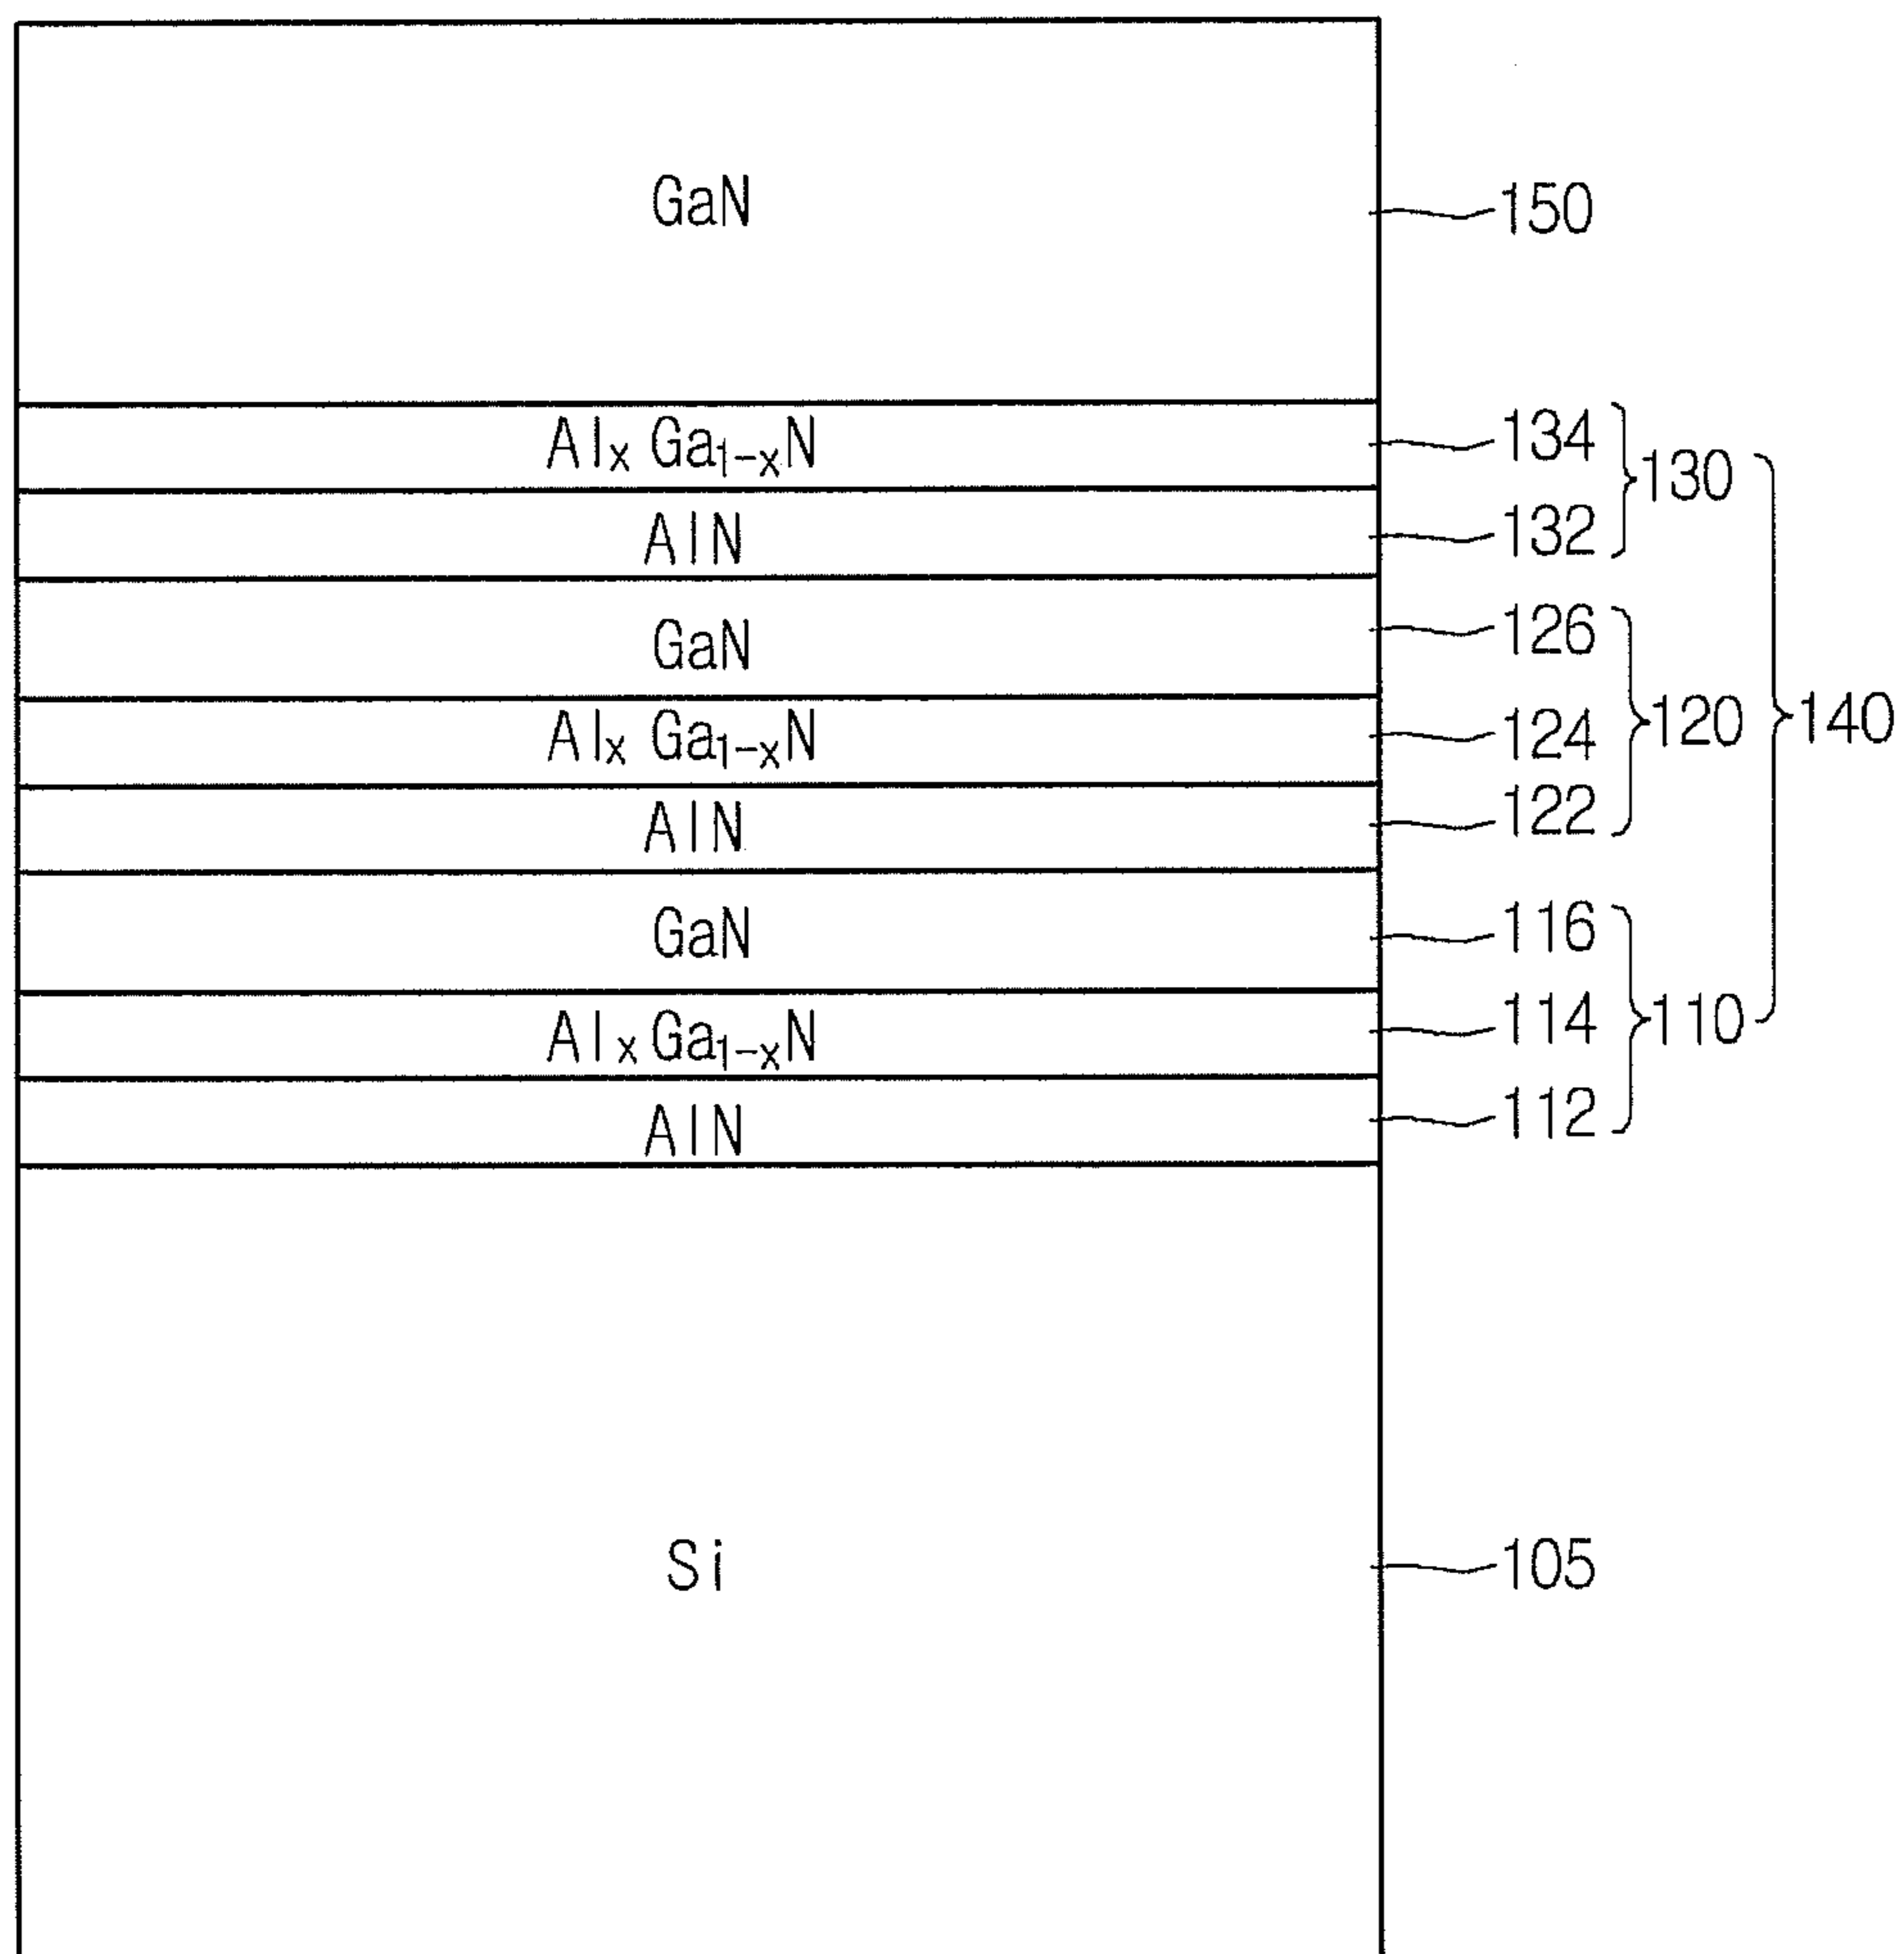 GaN 150
AlₓGa₁₋ₓN 134
130
AlN 132
GaN 126
AlₓGa₁₋ₓN 124 120 140
AlN 122
GaN 116
AlₓGa₁₋ₓN 114 110
AlN 112
Si 105